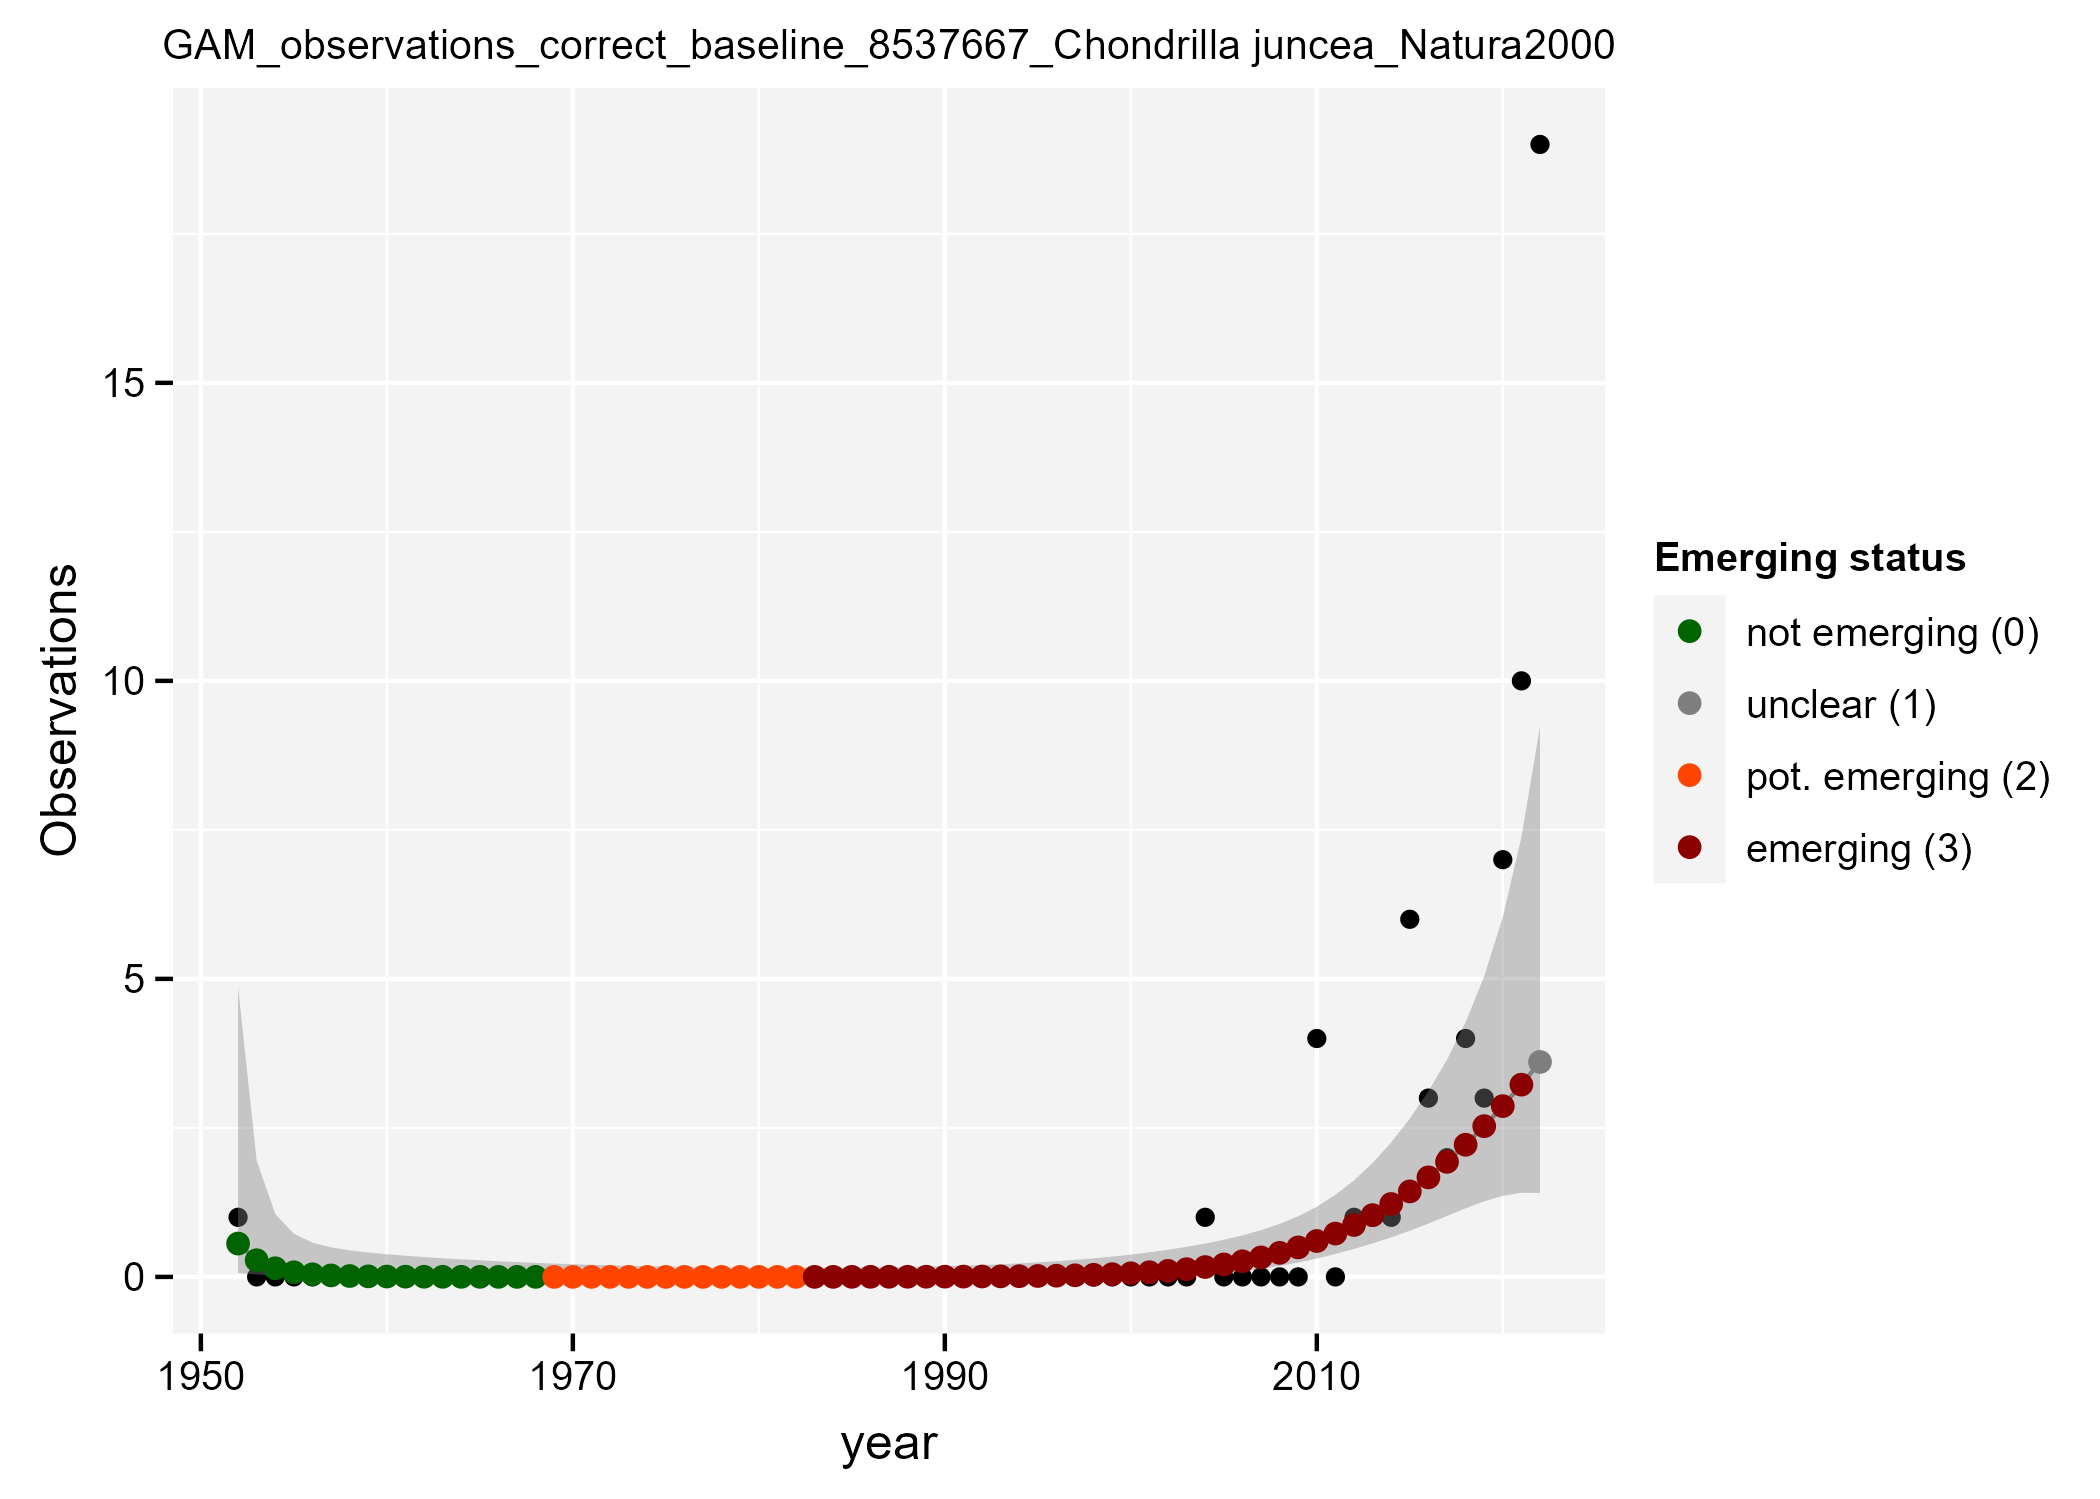 GAM_observations_correct_baseline_8537667_Chondrilla juncea_Natura2000
Observations
15
10
5
0
1950
1970
1990
2010
year
Emerging status
not emerging (0)
unclear (1)
pot. emerging (2)
emerging (3)